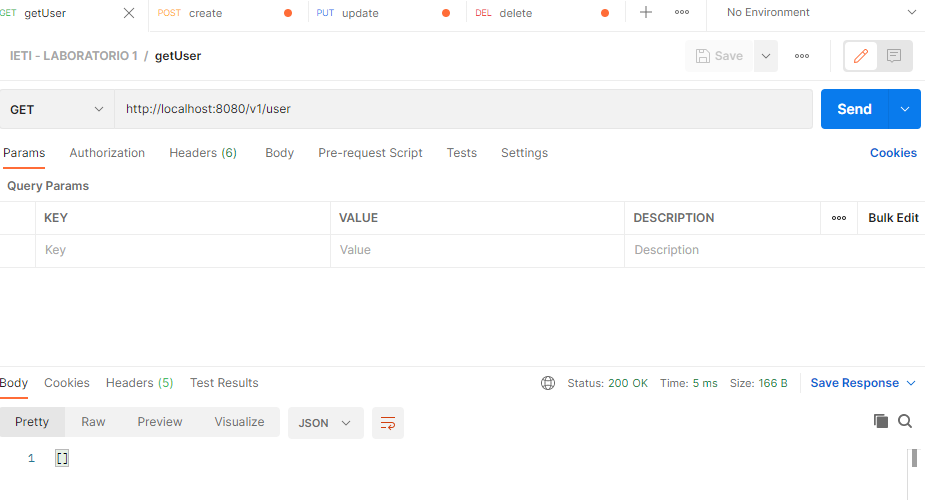 GET getUser POST create PUT update DEL delete No Environment
IETI - LABORATORIO 1 / getUser Save
GET http://localhost:8080/v1/user Send
Params Authorization Headers (6) Body Pre-request Script Tests Settings Cookies
Query Params
KEY VALUE DESCRIPTION Bulk Edit
Key Value Description
Body Cookies Headers (5) Test Results Status: 200 OK Time: 5 ms Size: 166 B Save Response
Pretty Raw Preview Visualize JSON
1 []